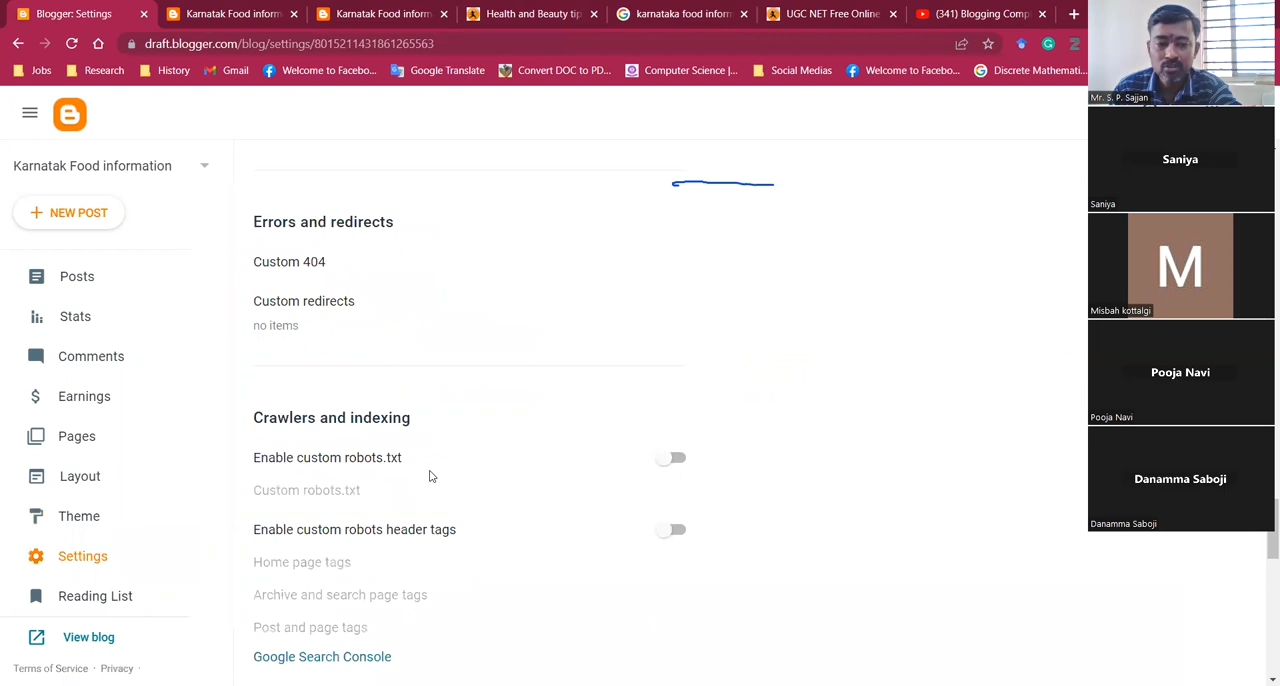 Blogger: Settings
Karnatak Food inform
Karnatak Food inform
Health and Beauty tip
karnataka food inform
UGC NET Free Online
(341) Blogging Comp
draft.blogger.com/blog/settings/8015211431861265563
Jobs
Research
History
Gmail
Welcome to Facebo...
Google Translate
Convert DOC to PD...
Computer Science |...
Social Medias
Welcome to Facebo...
Discrete Mathemati...
Karnatak Food information
NEW POST
Posts
Stats
Comments
Earnings
Pages
Layout
Theme
Settings
Reading List
View blog
Terms of Service · Privacy ·
Errors and redirects
Custom 404
Custom redirects
no items
Crawlers and indexing
Enable custom robots.txt
Custom robots.txt
Enable custom robots header tags
Home page tags
Archive and search page tags
Post and page tags
Google Search Console
Mr. S. P. Sajjan
Saniya
Saniya
M
Misbah kottalgi
Pooja Navi
Pooja Navi
Danamma Saboji
Danamma Saboji